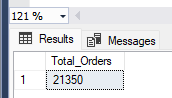 121 %
Results Messages
Total_Orders
1 21350